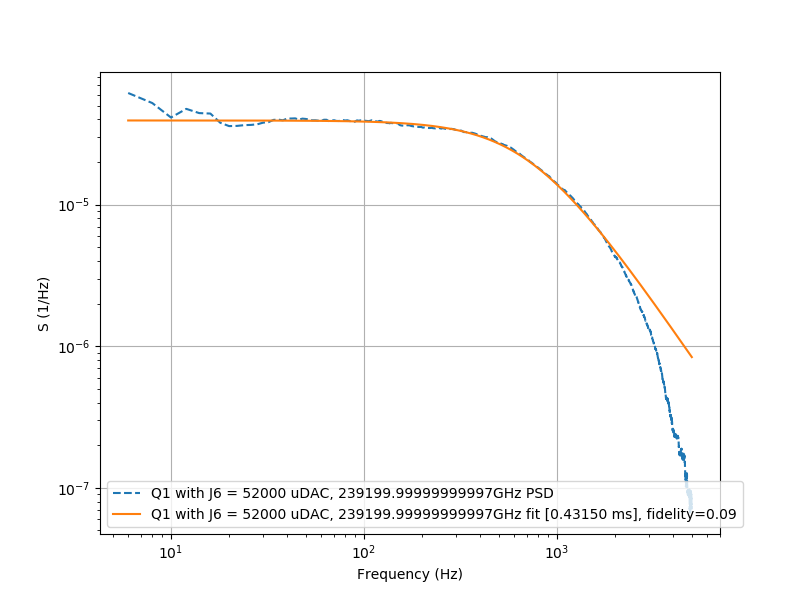 S (1/Hz)
10⁻⁵
10⁻⁶
10⁻⁷
Q1 with J6 = 52000 uDAC, 239199.99999999997GHz PSD
Q1 with J6 = 52000 uDAC, 239199.99999999997GHz fit [0.43150 ms], fidelity=0.09
10¹
10²
10³
Frequency (Hz)